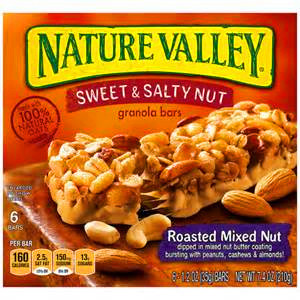 NATURE VALLEY
SWEET & SALTY NUT
granola bars
made with
100%
NATURAL
OATS
6
BARS
PER BAR
160
CALORIES
2.5g
SAT FAT
150mg
SODIUM
13g
SUGARS
Roasted Mixed Nut
dipped in mixed nut butter coating
bursting with peanuts, cashews & almonds!
6 - 1.2 OZ (35g) BARS NET WT 7.4 OZ (210g)